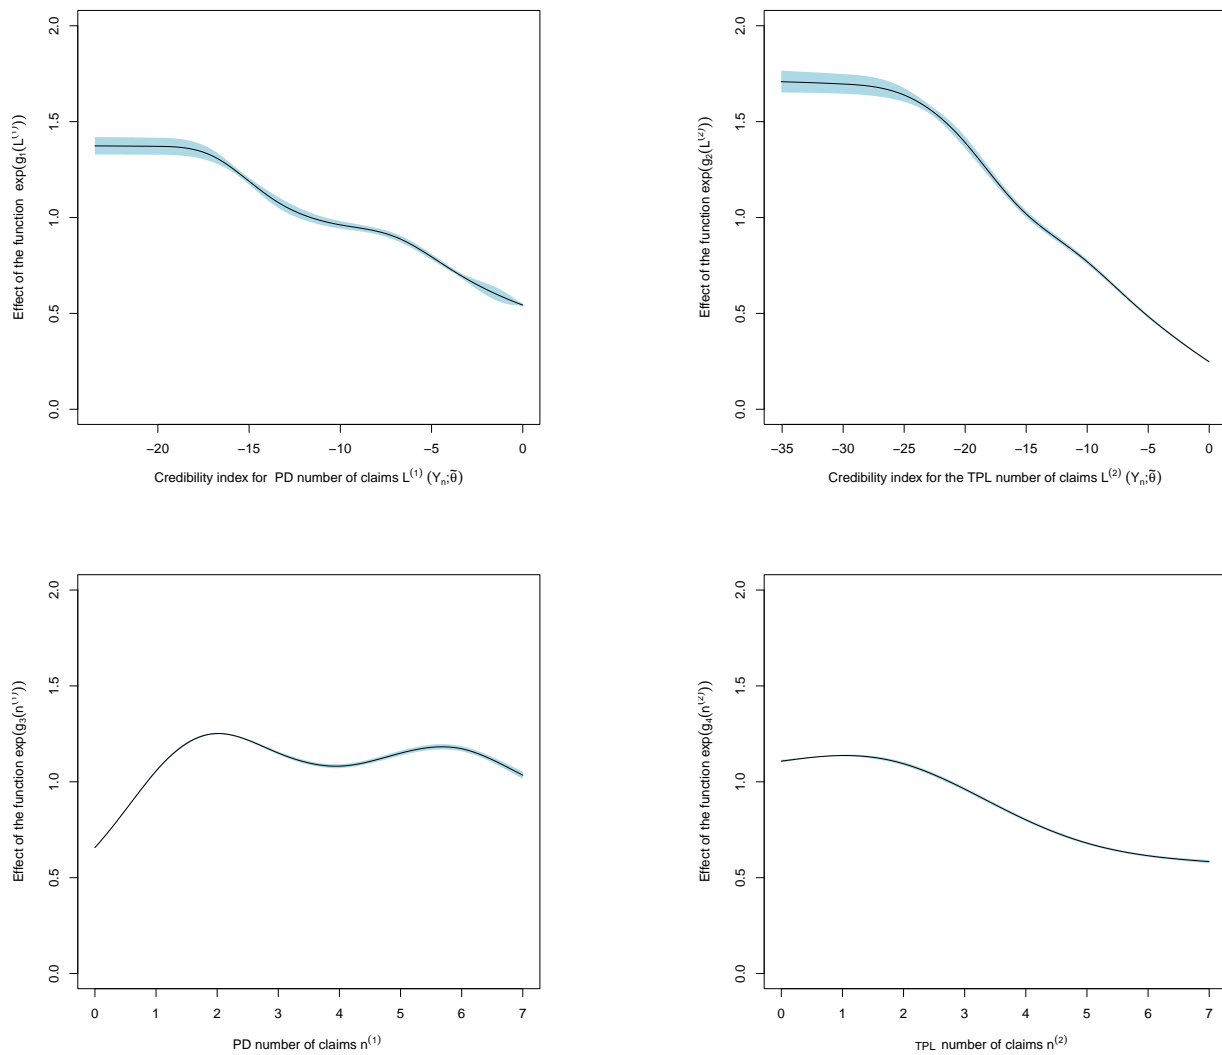 2.0
1.5
1.0
0.5
0.0
Effect of the function exp(g₁(L⁽¹⁾))
−20 −15 −10 −5 0
Credibility index for PD number of claims L⁽¹⁾ (Yₙ;θ̃)
2.0
1.5
1.0
0.5
0.0
Effect of the function exp(g₂(L⁽²⁾))
−35 −30 −25 −20 −15 −10 −5 0
Credibility index for the TPL number of claims L⁽²⁾ (Yₙ;θ̃)
2.0
1.5
1.0
0.5
0.0
Effect of the function exp(g₃(n⁽¹⁾))
0 1 2 3 4 5 6 7
PD number of claims n⁽¹⁾
2.0
1.5
1.0
0.5
0.0
Effect of the function exp(g₄(n⁽²⁾))
0 1 2 3 4 5 6 7
TPL number of claims n⁽²⁾